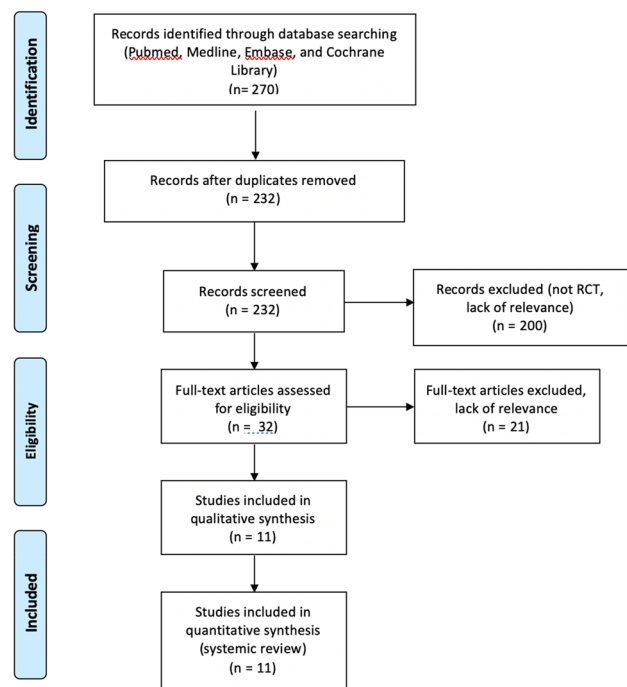 Identification
Records identified through database searching
(Pubmed, Medline, Embase, and Cochrane
Library)
(n= 270)
Records after duplicates removed
(n = 232)
Screening
Records screened
(n = 232)
Records excluded (not RCT,
lack of relevance)
(n = 200)
Eligibility
Full-text articles assessed
for eligibility
(n = 32)
Full-text articles excluded,
lack of relevance
(n = 21)
Studies included in
qualitative synthesis
(n = 11)
Included
Studies included in
quantitative synthesis
(systemic review)
(n = 11)